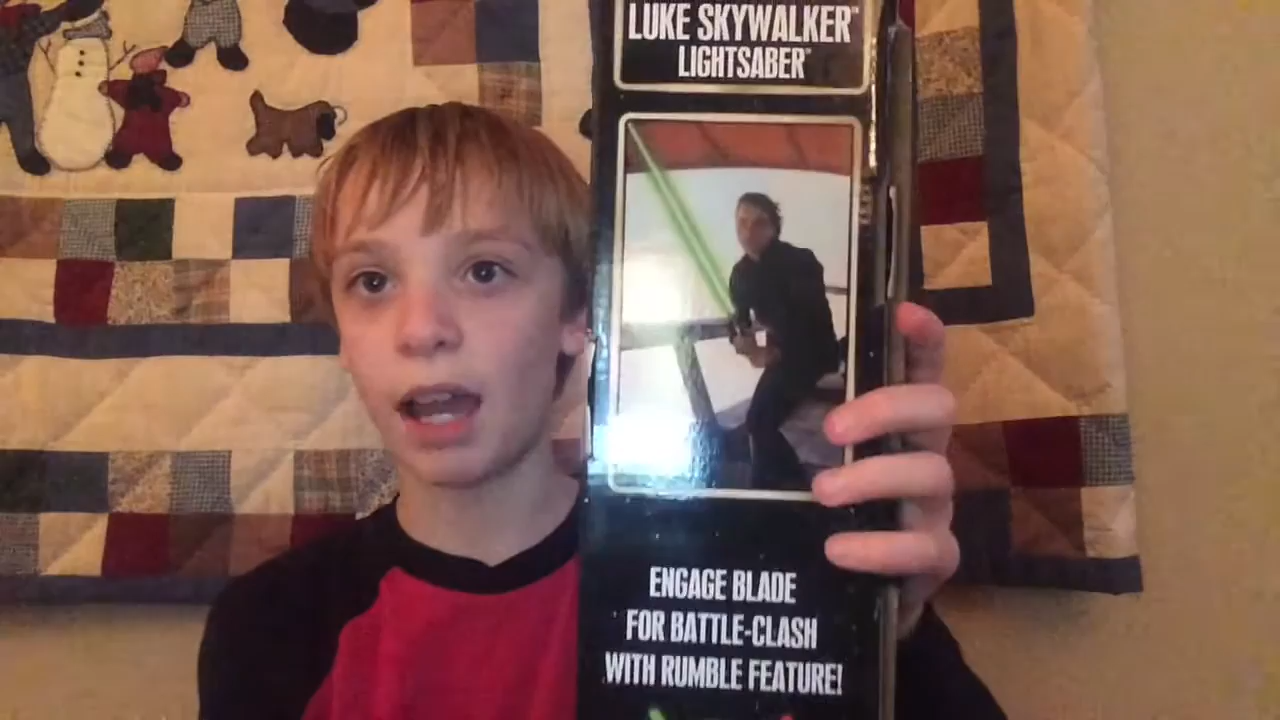 LUKE SKYWALKER™
LIGHTSABER™
ENGAGE BLADE
FOR BATTLE-CLASH
WITH RUMBLE FEATURE!